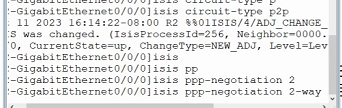 -GigabitEthernet0/0/0]isis circuit-type p
-GigabitEthernet0/0/0]isis circuit-type p2p
11 2023 16:14:22-08:00 R2 %%01ISIS/4/ADJ_CHANGE
S was changed. (IsisProcessId=256, Neighbor=0000.
/0, CurrentState=up, ChangeType=NEW_ADJ, Level=Lev
-GigabitEthernet0/0/0]isis
-GigabitEthernet0/0/0]isis pp
-GigabitEthernet0/0/0]isis ppp-negotiation 2
-GigabitEthernet0/0/0]isis ppp-negotiation 2-way